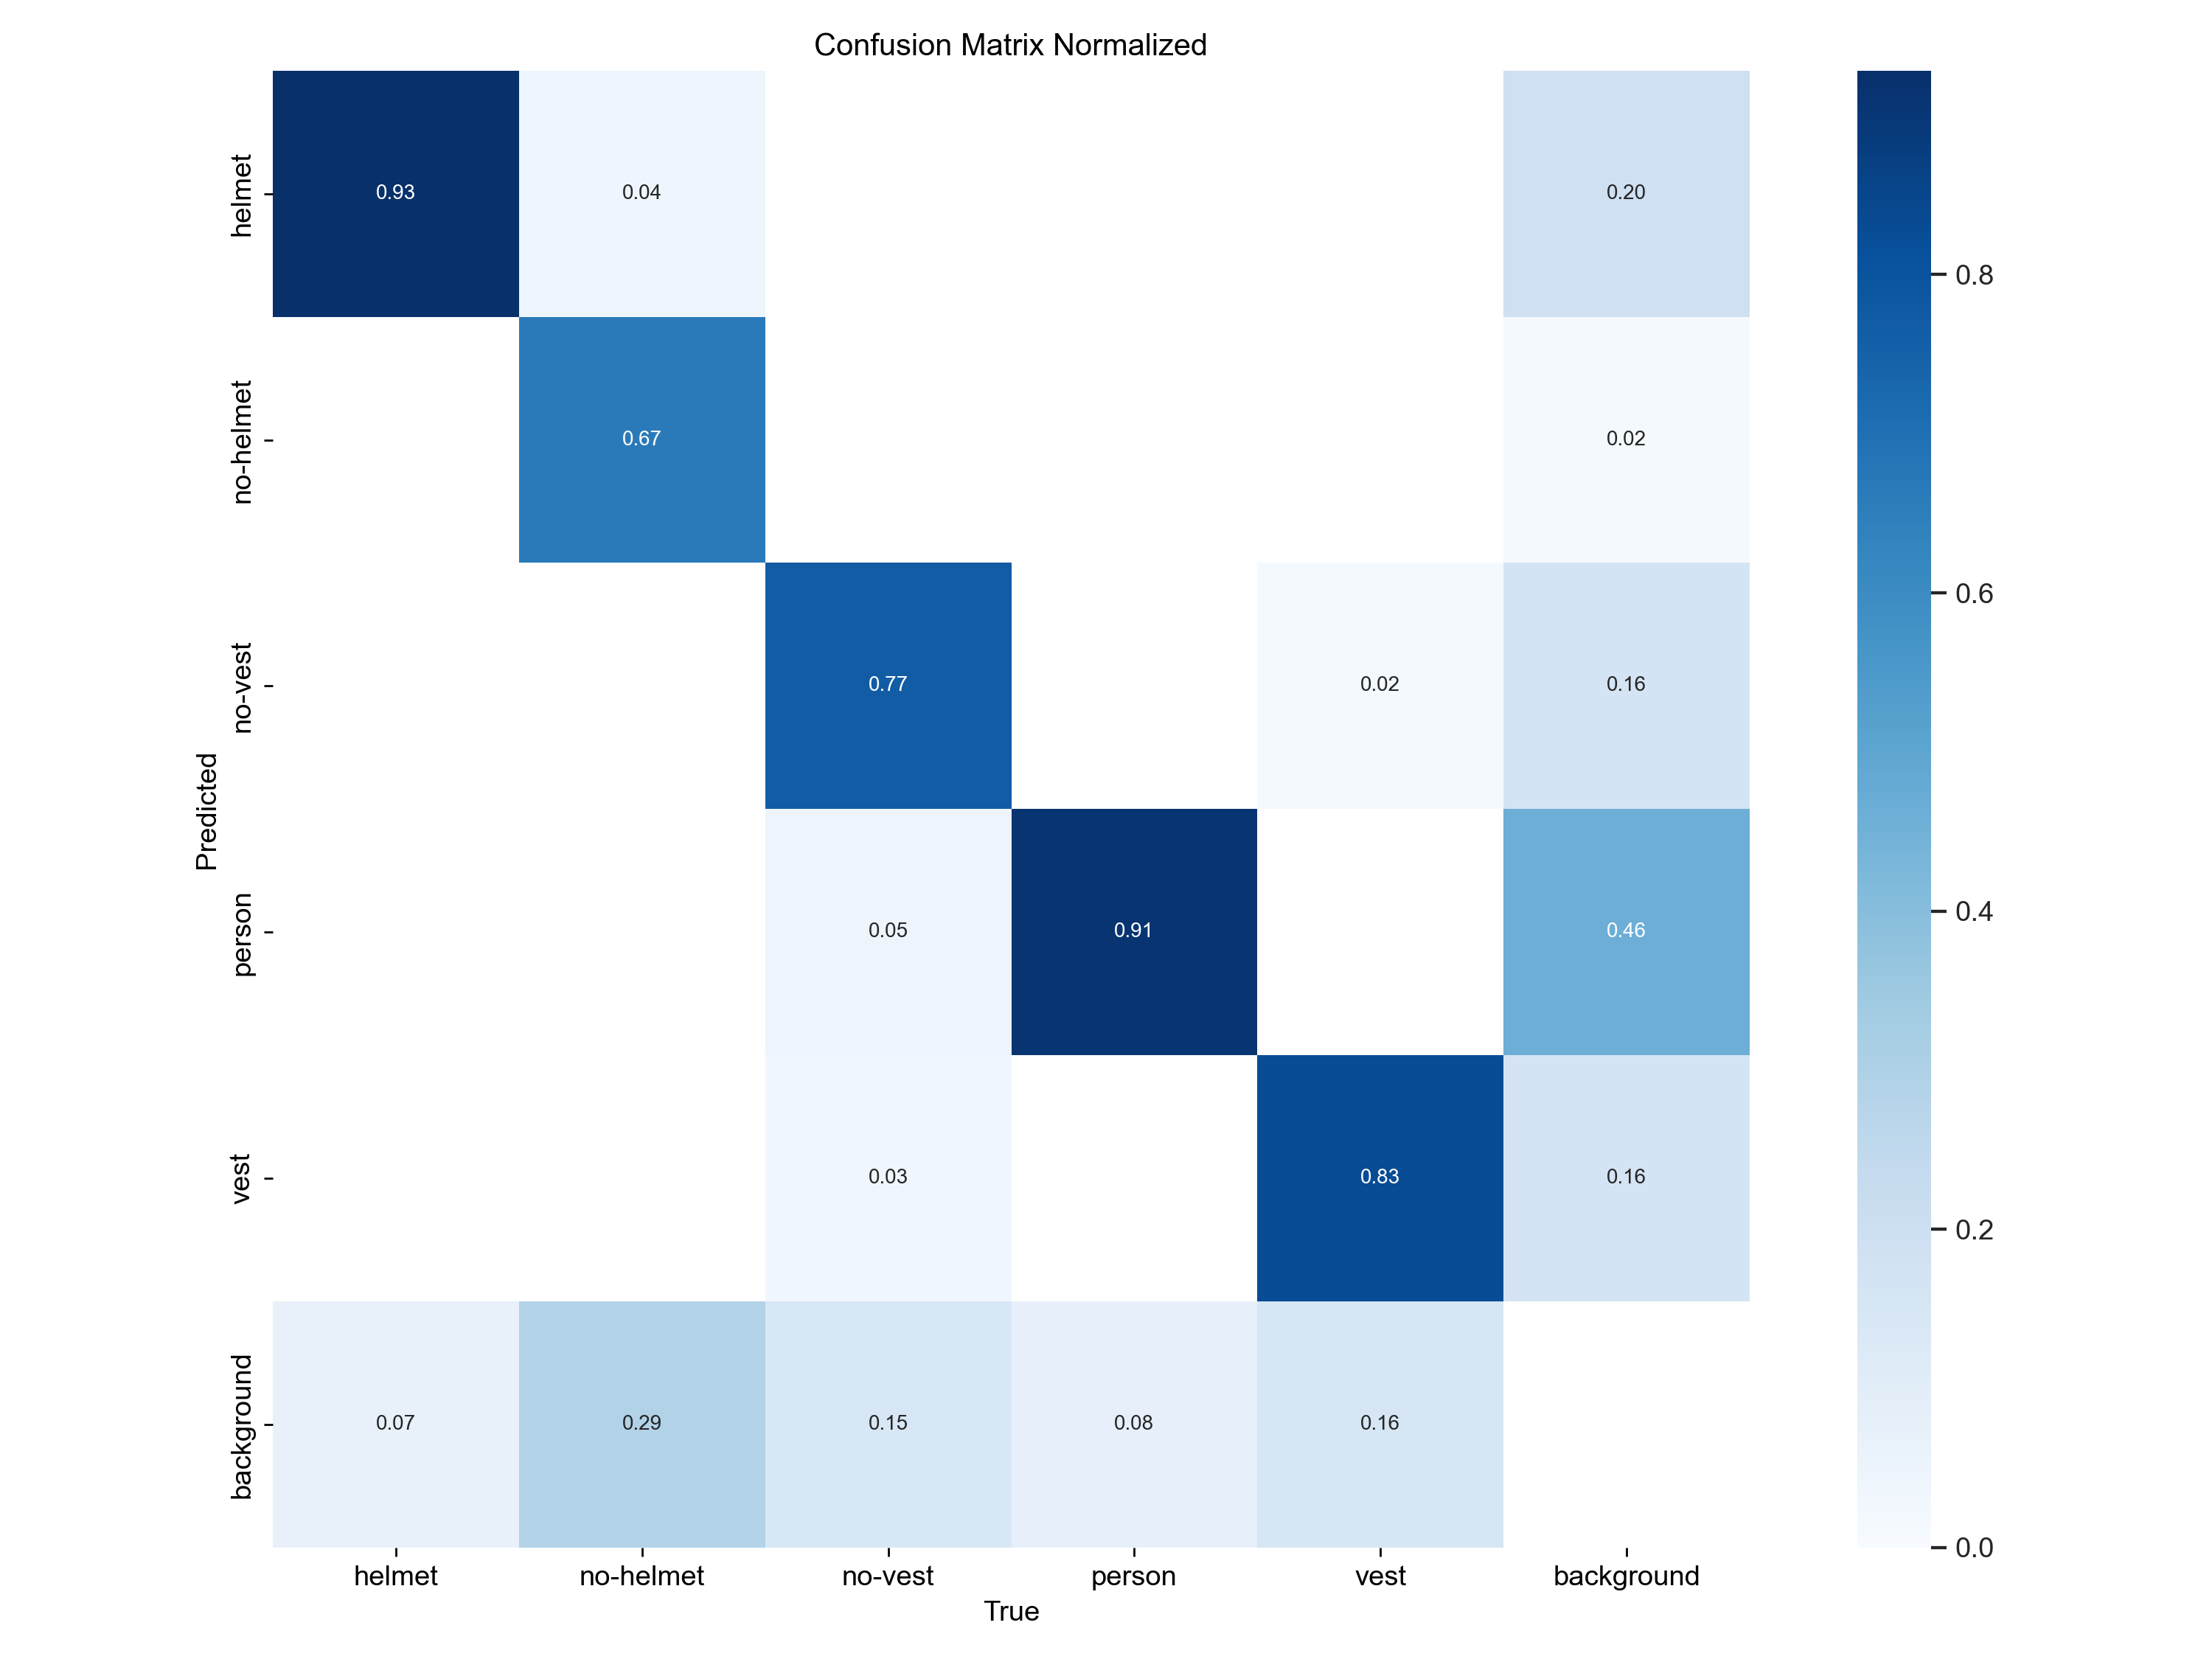 Confusion Matrix Normalized
helmet
0.93
0.04
0.20
no-helmet
0.67
0.02
no-vest
0.77
0.02
0.16
Predicted
person
0.05
0.91
0.46
vest
0.03
0.83
0.16
background
0.07
0.29
0.15
0.08
0.16
helmet
no-helmet
no-vest
person
vest
background
True
0.8
0.6
0.4
0.2
0.0